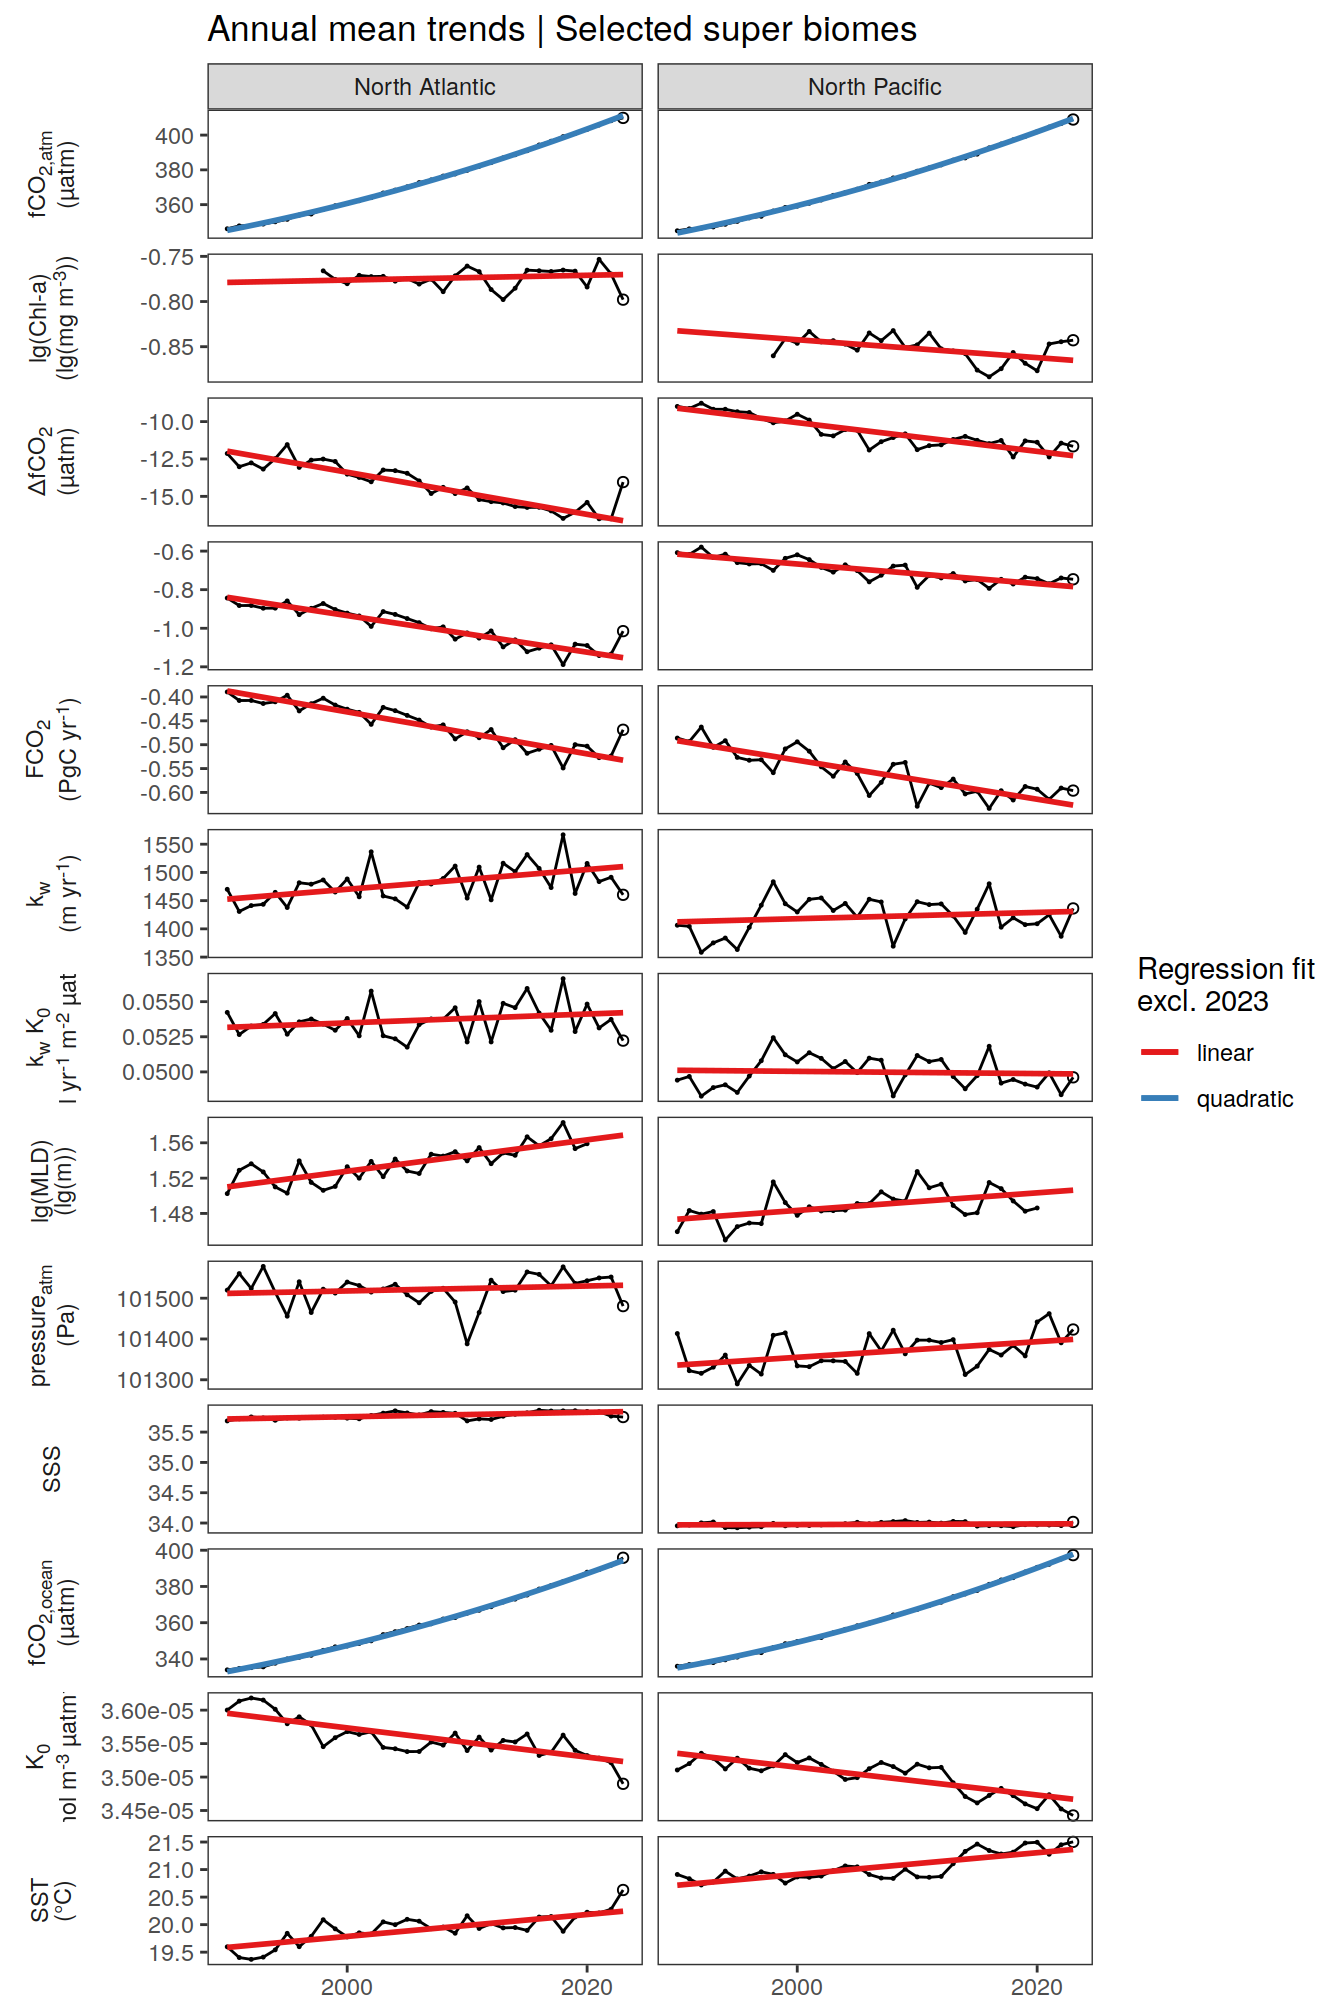 Annual mean trends | Selected super biomes
North Atlantic
North Pacific
fCO2,atm
(µatm)
400
380
360
lg(Chl-a)
(lg(mg m-3))
-0.75
-0.80
-0.85
ΔfCO2
(µatm)
-10.0
-12.5
-15.0
-0.6
-0.8
-1.0
-1.2
FCO2
(PgC yr-1)
-0.40
-0.45
-0.50
-0.55
-0.60
kw
(m yr-1)
1550
1500
1450
1400
1350
kw K0
l yr-1 m-2 µat
0.0550
0.0525
0.0500
lg(MLD)
(lg(m))
1.56
1.52
1.48
pressureatm
(Pa)
101500
101400
101300
SSS
35.5
35.0
34.5
34.0
fCO2,ocean
(µatm)
400
380
360
340
K0
nol m-3 µatm
3.60e-05
3.55e-05
3.50e-05
3.45e-05
SST
(°C)
21.5
21.0
20.5
20.0
19.5
2000
2020
2000
2020
Regression fit
excl. 2023
linear
quadratic